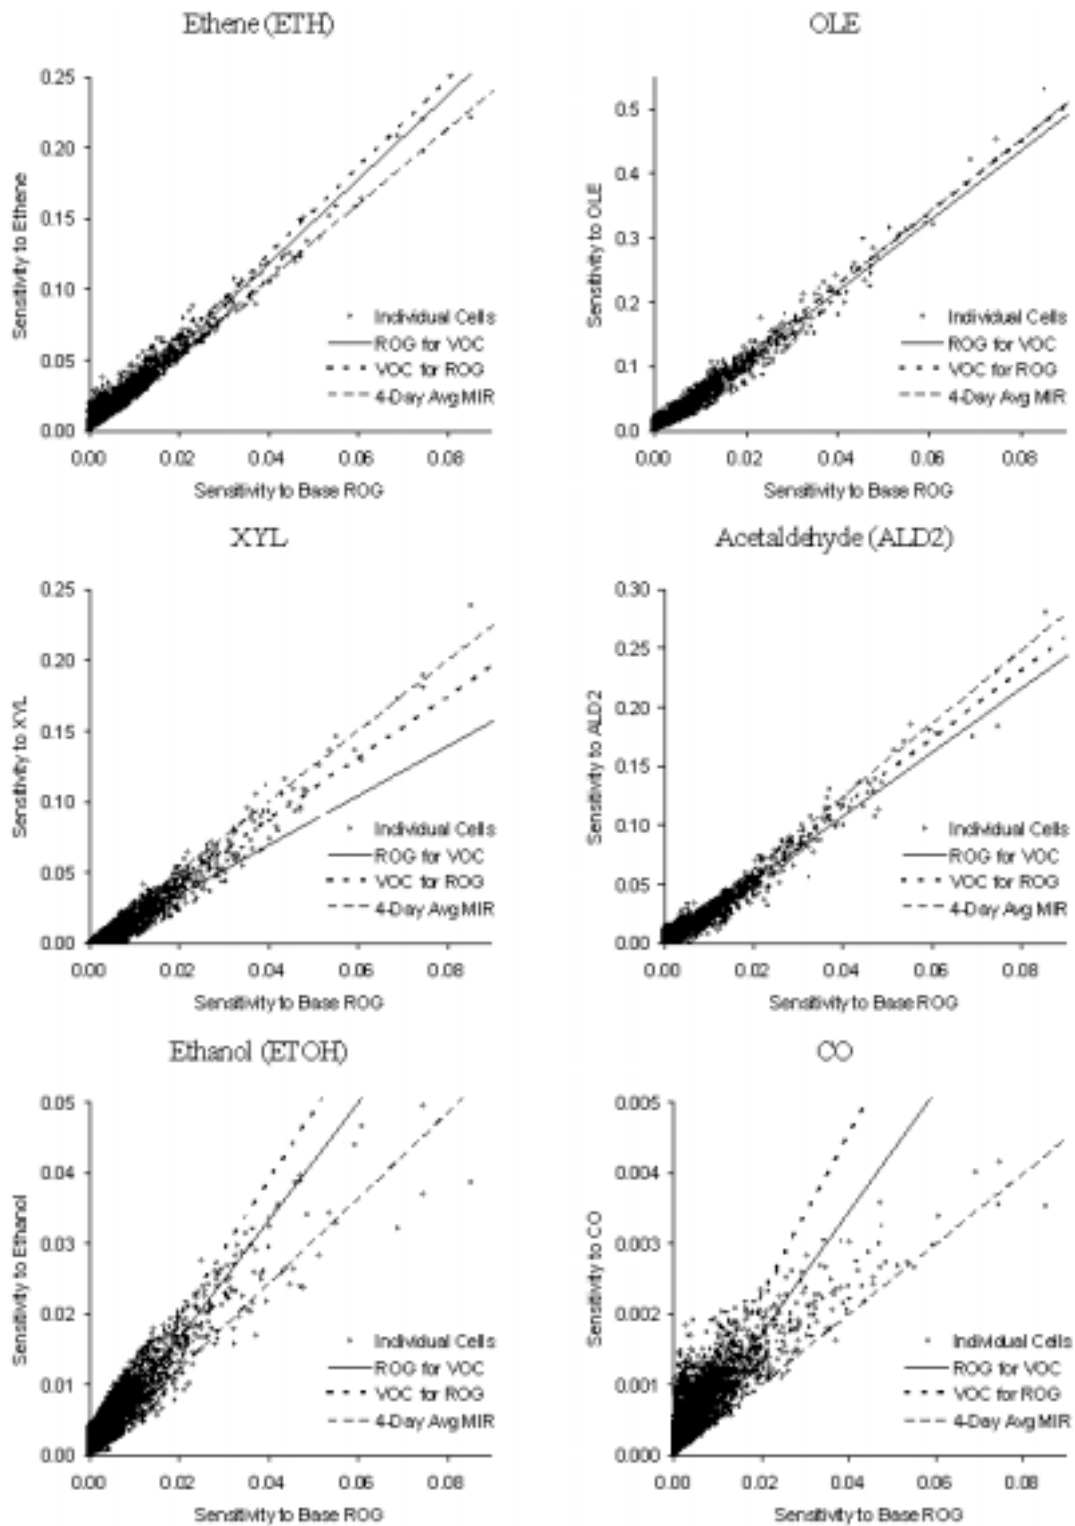 Ethene (ETH)
OLE
Sensitivity to Ethene
0.25
0.20
0.15
0.10
0.05
0.00
Individual Cells
ROG for VOC
VOC for ROG
4-Day Avg MIR
0.00 0.02 0.04 0.06 0.08
Sensitivity to Base ROG
Sensitivity to OLE
0.5
0.4
0.3
0.2
0.1
0.0
Individual Cells
ROG for VOC
VOC for ROG
4-Day Avg MIR
0.00 0.02 0.04 0.06 0.08
Sensitivity to Base ROG
XYL
Acetaldehyde (ALD2)
Sensitivity to XYL
0.25
0.20
0.15
0.10
0.05
0.00
Individual Cells
ROG for VOC
VOC for ROG
4-Day Avg MIR
0.00 0.02 0.04 0.06 0.08
Sensitivity to Base ROG
Sensitivity to ALD2
0.30
0.25
0.20
0.15
0.10
0.05
0.00
Individual Cells
ROG for VOC
VOC for ROG
4-Day Avg MIR
0.00 0.02 0.04 0.06 0.08
Sensitivity to Base ROG
Ethanol (ETOH)
CO
Sensitivity to Ethanol
0.05
0.04
0.03
0.02
0.01
0.00
Individual Cells
ROG for VOC
VOC for ROG
4-Day Avg MIR
0.00 0.02 0.04 0.06 0.08
Sensitivity to Base ROG
Sensitivity to CO
0.005
0.004
0.003
0.002
0.001
0.000
Individual Cells
ROG for VOC
VOC for ROG
4-Day Avg MIR
0.00 0.02 0.04 0.06 0.08
Sensitivity to Base ROG